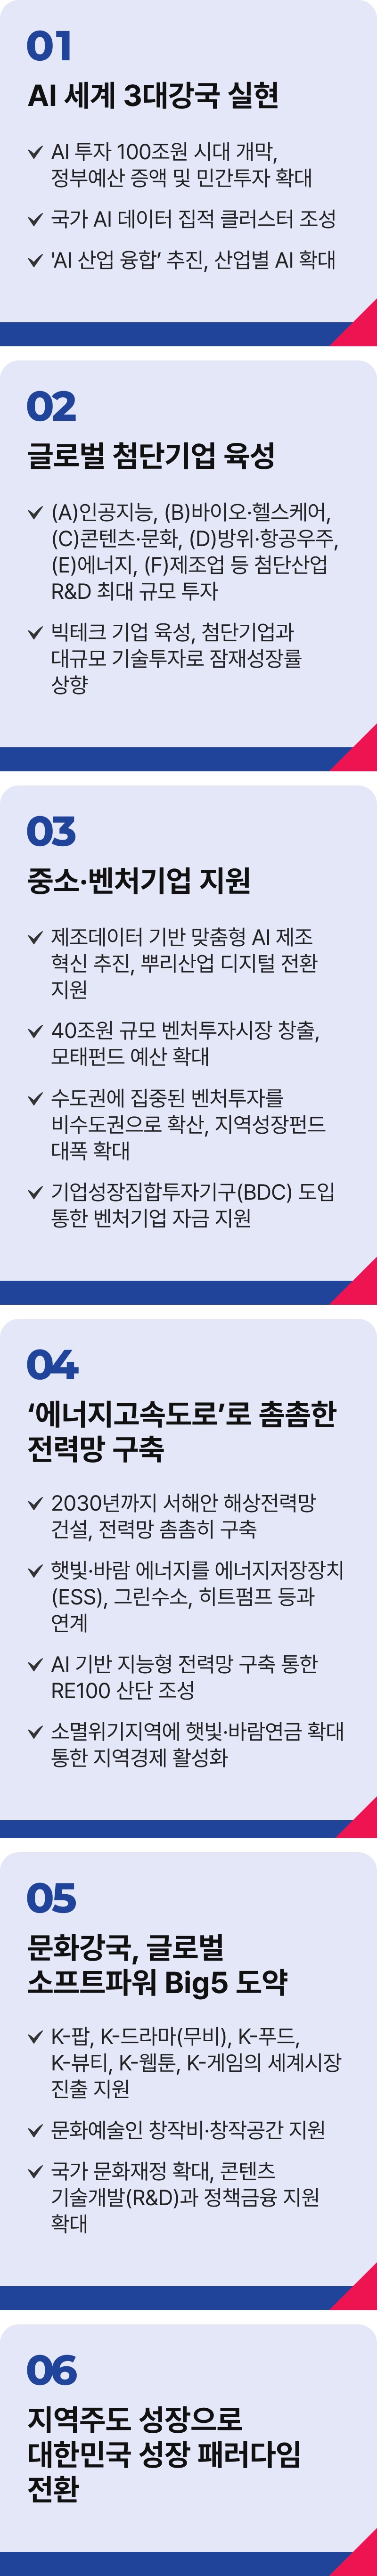 01
AI 세계 3대강국 실현
AI 투자 100조원 시대 개막,
정부예산 증액 및 민간투자 확대
국가 AI 데이터 집적 클러스터 조성
'AI 산업 융합’ 추진, 산업별 AI 확대
02
글로벌 첨단기업 육성
(A)인공지능, (B)바이오·헬스케어,
(C)콘텐츠·문화, (D)방위·항공우주,
(E)에너지, (F)제조업 등 첨단산업
R&D 최대 규모 투자
빅테크 기업 육성, 첨단기업과
대규모 기술투자로 잠재성장률
상향
03
중소·벤처기업 지원
제조데이터 기반 맞춤형 AI 제조
혁신 추진, 뿌리산업 디지털 전환
지원
40조원 규모 벤처투자시장 창출,
모태펀드 예산 확대
수도권에 집중된 벤처투자를
비수도권으로 확산, 지역성장펀드
대폭 확대
기업성장집합투자기구(BDC) 도입
통한 벤처기업 자금 지원
04
‘에너지고속도로’로 촘촘한
전력망 구축
2030년까지 서해안 해상전력망
건설, 전력망 촘촘히 구축
햇빛·바람 에너지를 에너지저장장치
(ESS), 그린수소, 히트펌프 등과
연계
AI 기반 지능형 전력망 구축 통한
RE100 산단 조성
소멸위기지역에 햇빛·바람연금 확대
통한 지역경제 활성화
05
문화강국, 글로벌
소프트파워 Big5 도약
K-팝, K-드라마(무비), K-푸드,
K-뷰티, K-웹툰, K-게임의 세계시장
진출 지원
문화예술인 창작비·창작공간 지원
국가 문화재정 확대, 콘텐츠
기술개발(R&D)과 정책금융 지원
확대
06
지역주도 성장으로
대한민국 성장 패러다임
전환